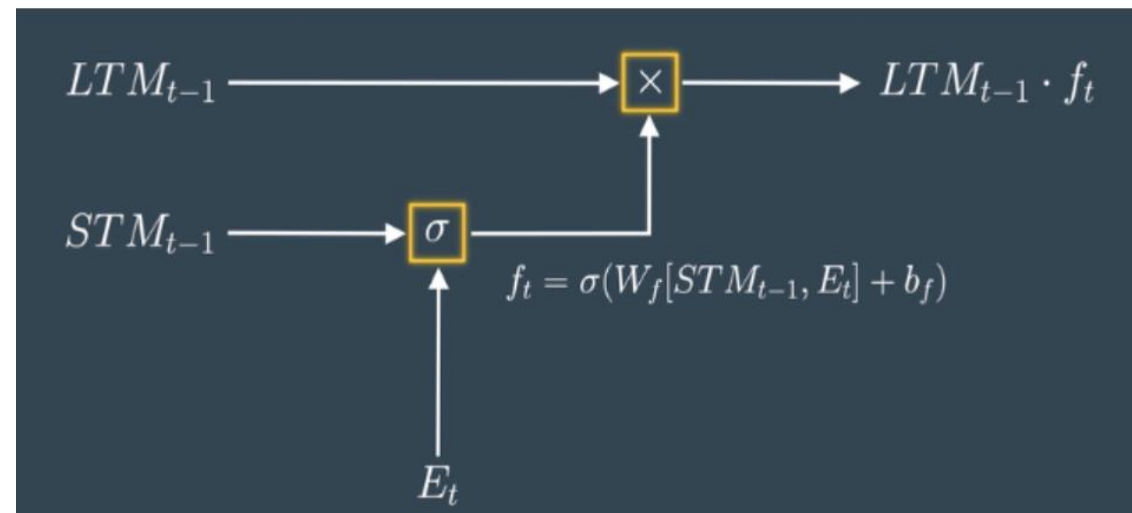 LTM_{t-1} × LTM_{t-1} · f_t
STM_{t-1} σ
f_t = σ(W_f[STM_{t-1}, E_t] + b_f)
E_t